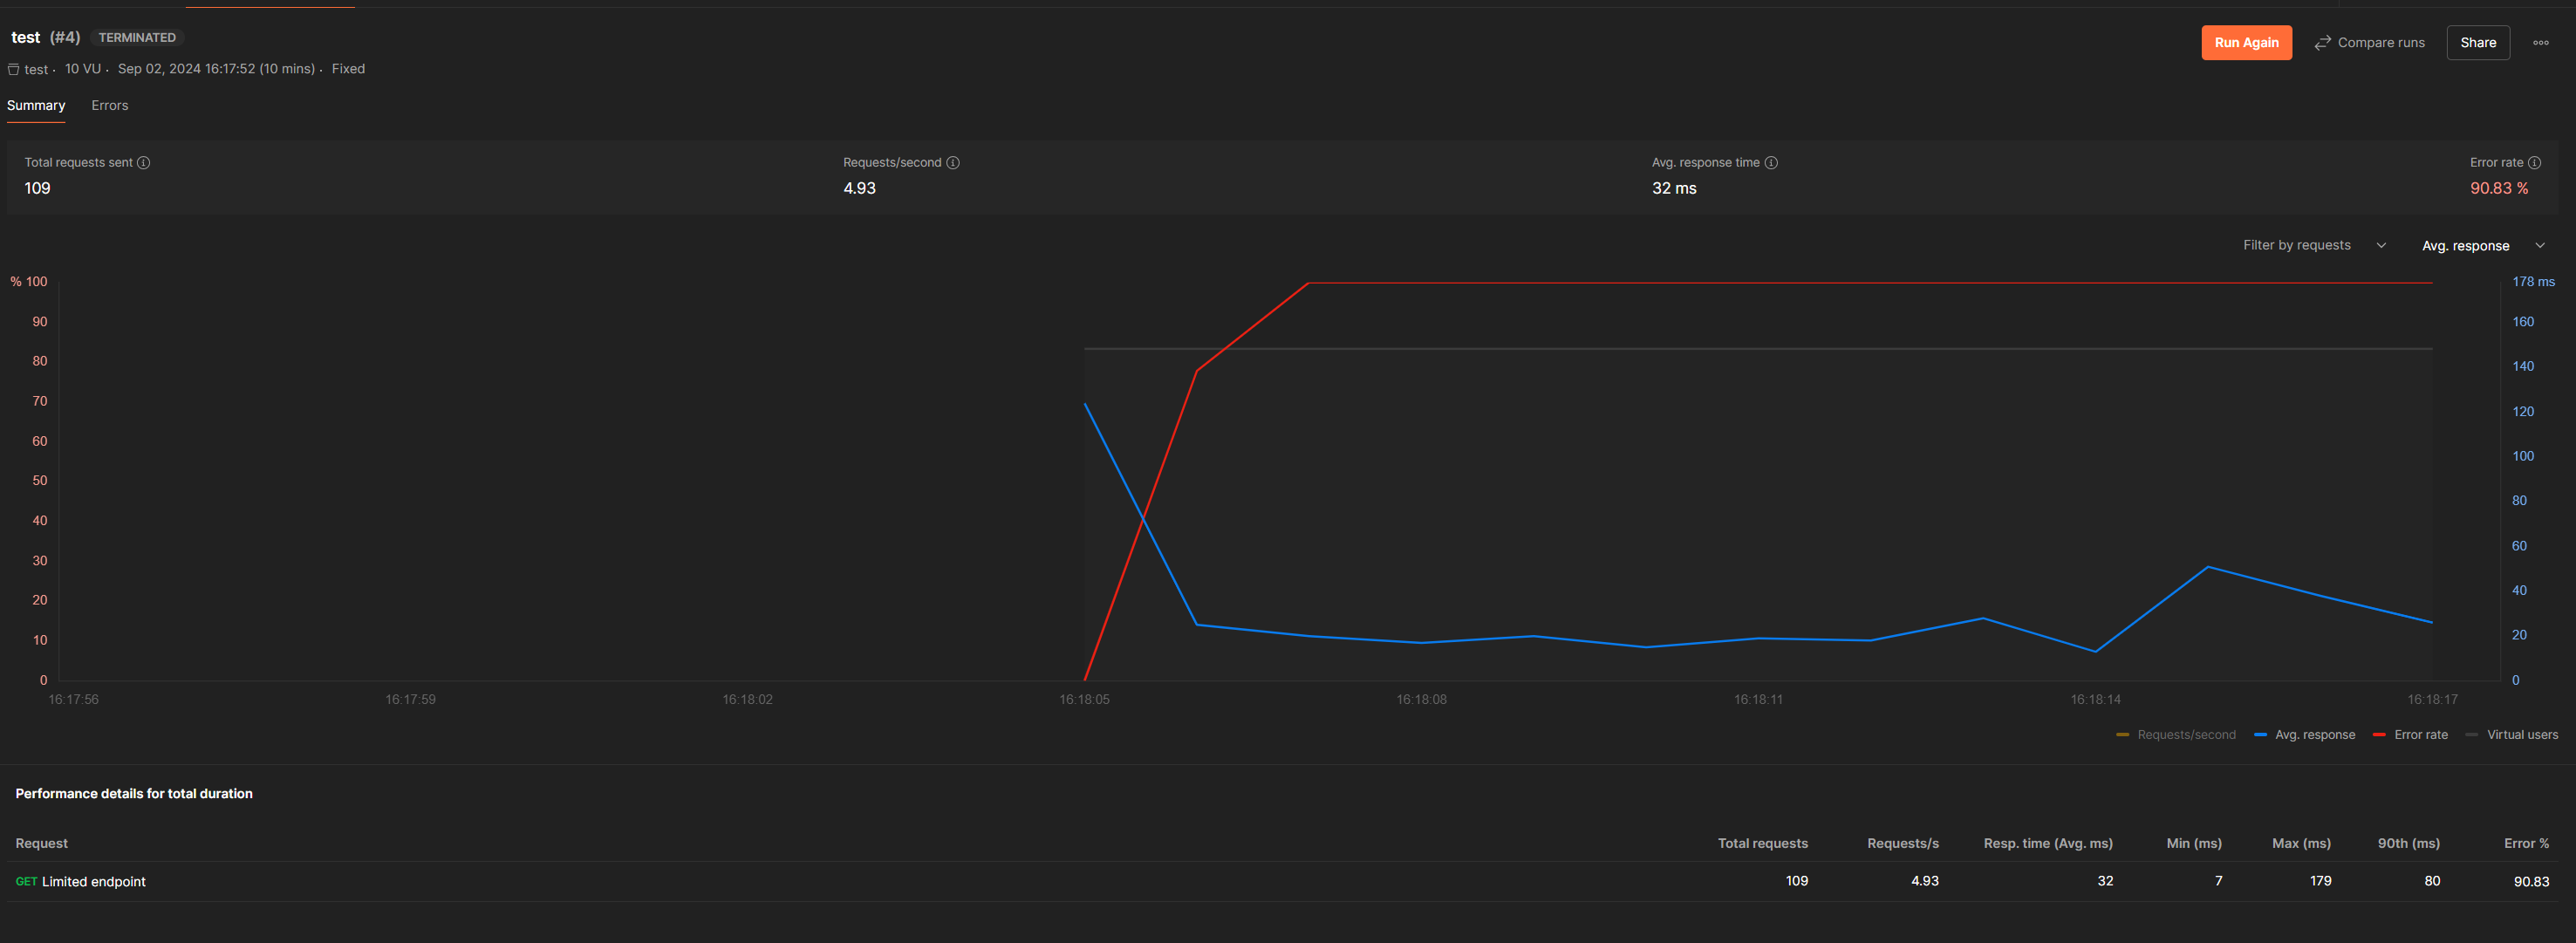 test (#4) TERMINATED
Run Again Compare runs Share
test · 10 VU · Sep 02, 2024 16:17:52 (10 mins) · Fixed
Summary Errors
Total requests sent Requests/second Avg. response time Error rate
109 4.93 32 ms 90.83 %
Filter by requests Avg. response
% 100 178 ms
90 160
80 140
70 120
60 100
50 80
40 60
30 40
20 20
10 0
0
16:17:56 16:17:59 16:18:02 16:18:05 16:18:08 16:18:11 16:18:14 16:18:17
Requests/second Avg. response Error rate Virtual users
Performance details for total duration
Request Total requests Requests/s Resp. time (Avg. ms) Min (ms) Max (ms) 90th (ms) Error %
GET Limited endpoint 109 4.93 32 7 179 80 90.83